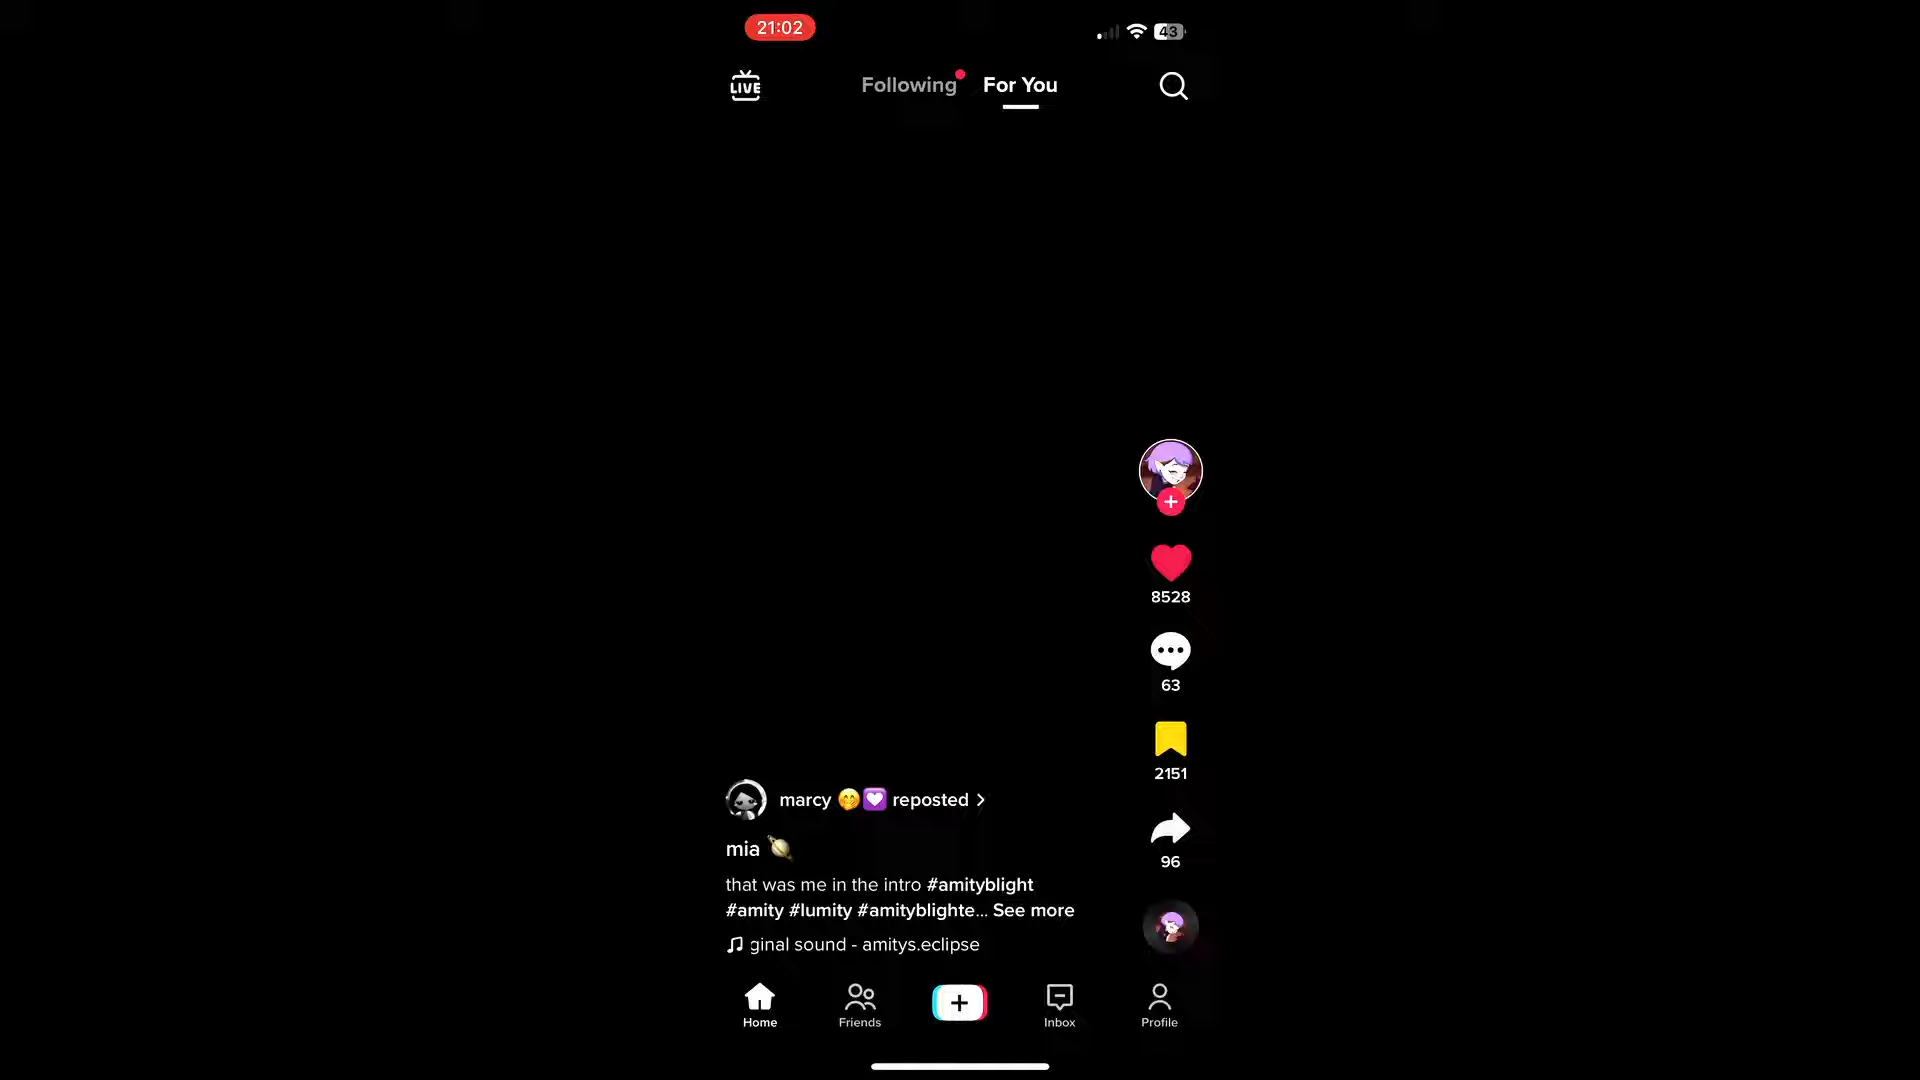 21:02
43
LIVE
Following
For You
8528
63
2151
marcy 🤭💟 reposted
96
mia 🪐
that was me in the intro #amityblight
#amity #lumity #amityblighte... See more
ginal sound - amitys.eclipse
Home
Friends
Inbox
Profile